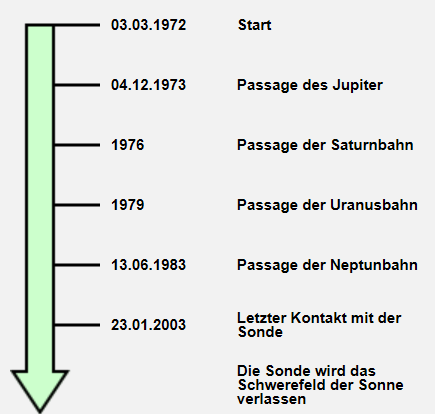 03.03.1972 Start
04.12.1973 Passage des Jupiter
1976 Passage der Saturnbahn
1979 Passage der Uranusbahn
13.06.1983 Passage der Neptunbahn
23.01.2003 Letzter Kontakt mit der
Sonde
Die Sonde wird das
Schwerefeld der Sonne
verlassen